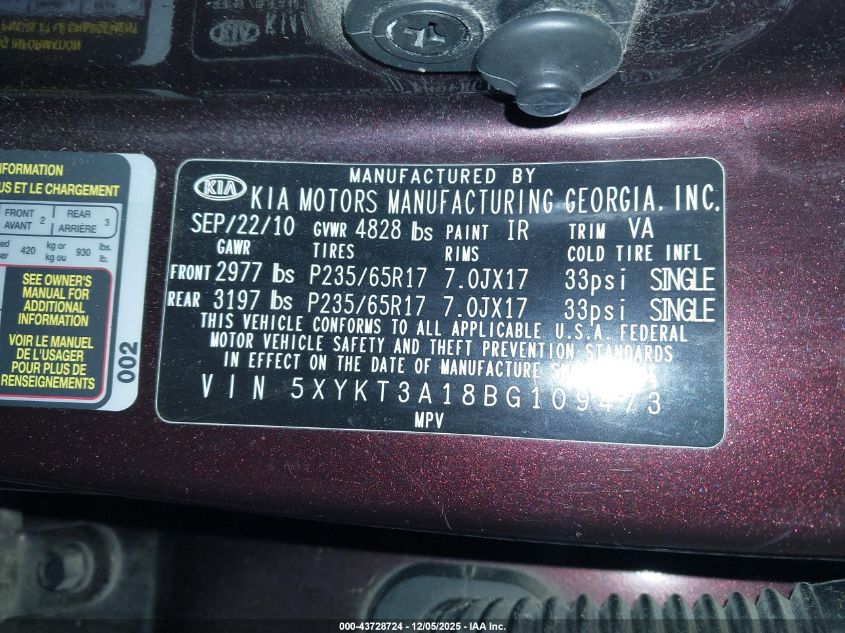 INFORMATION
US ET LE CHARGEMENT
FRONT AVANT 2 REAR ARRIÈRE 3
420 kg or kg ou 930 lbs. lb.
SEE OWNER'S
MANUAL FOR
ADDITIONAL
INFORMATION
VOIR LE MANUEL
DE L'USAGER
POUR PLUS DE
RENSEIGNEMENTS
002
MANUFACTURED BY
KIA KIA MOTORS MANUFACTURING GEORGIA, INC.
SEP/22/10 GVWR 4828 lbs PAINT IR TRIM VA
GAWR TIRES RIMS COLD TIRE INFL
FRONT 2977 lbs P235/65R17 7.0JX17 33psi SINGLE
REAR 3197 lbs P235/65R17 7.0JX17 33psi SINGLE
THIS VEHICLE CONFORMS TO ALL APPLICABLE U.S.A. FEDERAL
MOTOR VEHICLE SAFETY AND THEFT PREVENTION STANDARDS
IN EFFECT ON THE DATE OF MANUFACTURE
VIN 5XYKT3A18BG109473
MPV
000-43728724 - 12/05/2025 - IAA Inc.